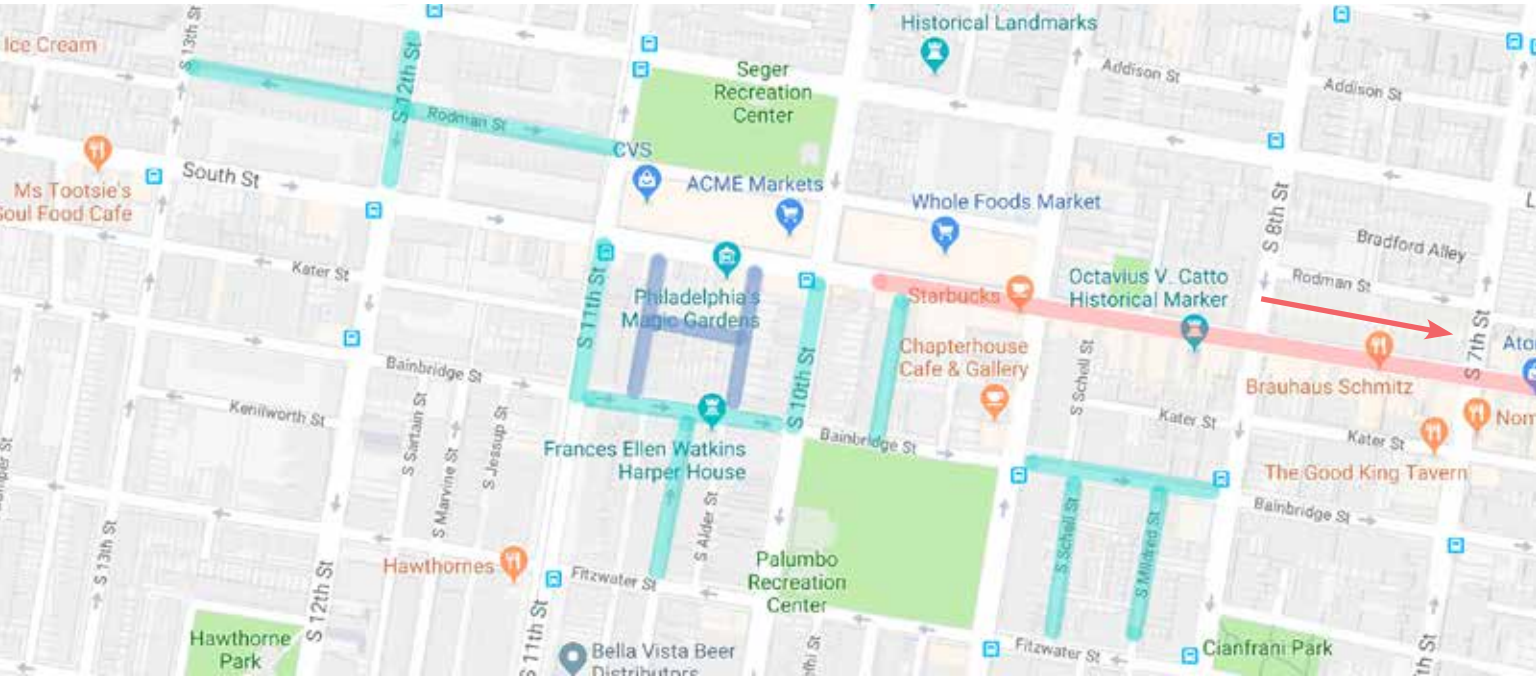 Historical Landmarks
S 13th St
Ice Cream
S 12th St
Seger
Recreation
Center
Addison St
Addison St
Rodman St
CVS
South St
ACME Markets
Ms Tootsie's
Soul Food Cafe
Whole Foods Market
S 8th St
Bradford Alley
Kater St
Octavius V. Catto
Historical Marker
Rodman St
Philadelphia's
Magic Gardens
Starbucks
S 11th St
S 7th St
Chapterhouse
Cafe & Gallery
S 10th St
S Schell St
Brauhaus Schmitz
Bainbridge St
Kenilworth St
S Sartain St
S Marvine St
S Jessup St
Kater St
Kater St
Bainbridge St
Frances Ellen Watkins
Harper House
The Good King Tavern
Bainbridge St
S Alder St
S Schell St
S Mildred St
S 13th St
S 12th St
Hawthornes
Fitzwater St
Palumbo
Recreation
Center
S 11th St
Hawthorne
Park
Bella Vista Beer
Distributors
Fitzwater St
Cianfrani Park